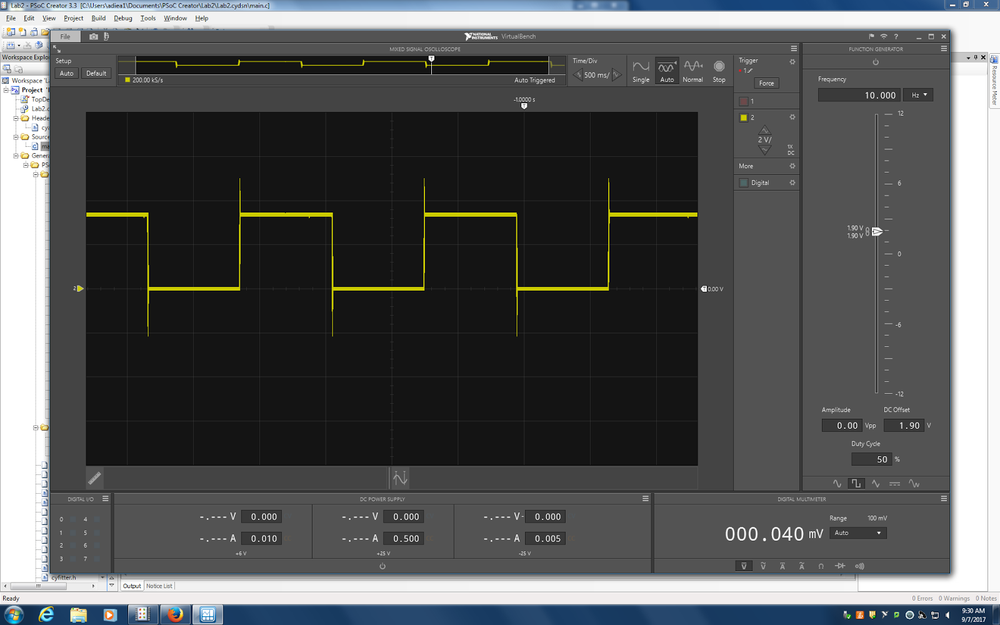 Lab2 - PSoC Creator 3.3 [C:\Users\adiea1\Documents\PSoC Creator\Lab2\Lab2.cydsn\main.c]
File Edit View Project Build Debug Tools Window Help
File
NATIONAL INSTRUMENTS VirtualBench
?
MIXED SIGNAL OSCILLOSCOPE
FUNCTION GENERATOR
Workspace Explo
Workspace 'La
Project '
TopDe
Lab2.c
Heade
cya
Source
ma
Genera
PSo
cyfitter.h
Setup
Auto Default
T
200.00 kS/s
Auto Triggered
Time/Div
500 ms/
Single Auto Normal Stop
-1.0000 s
T
2
T 0.00 V
Trigger
1
Force
1
2
2 V/
1X
DC
More
Digital
Frequency
10.000 Hz
12
6
1.90 V
1.90 V
0
-6
-12
Amplitude DC Offset
0.00 Vpp 1.90 V
Duty Cycle
50 %
Resource Meter
DIGITAL I/O
0 4
1 5
2 6
3 7
DC POWER SUPPLY
-.--- V 0.000 -.--- V 0.000 -.--- V - 0.000
-.--- A 0.010 -.--- A 0.500 -.--- A 0.005
+6 V +25 V -25 V
DIGITAL MULTIMETER
Range 100 mV
000.040 mV Auto
Output Notice List
Ready
0 Errors 0 Warnings 0 Notes
9:30 AM
9/7/2017